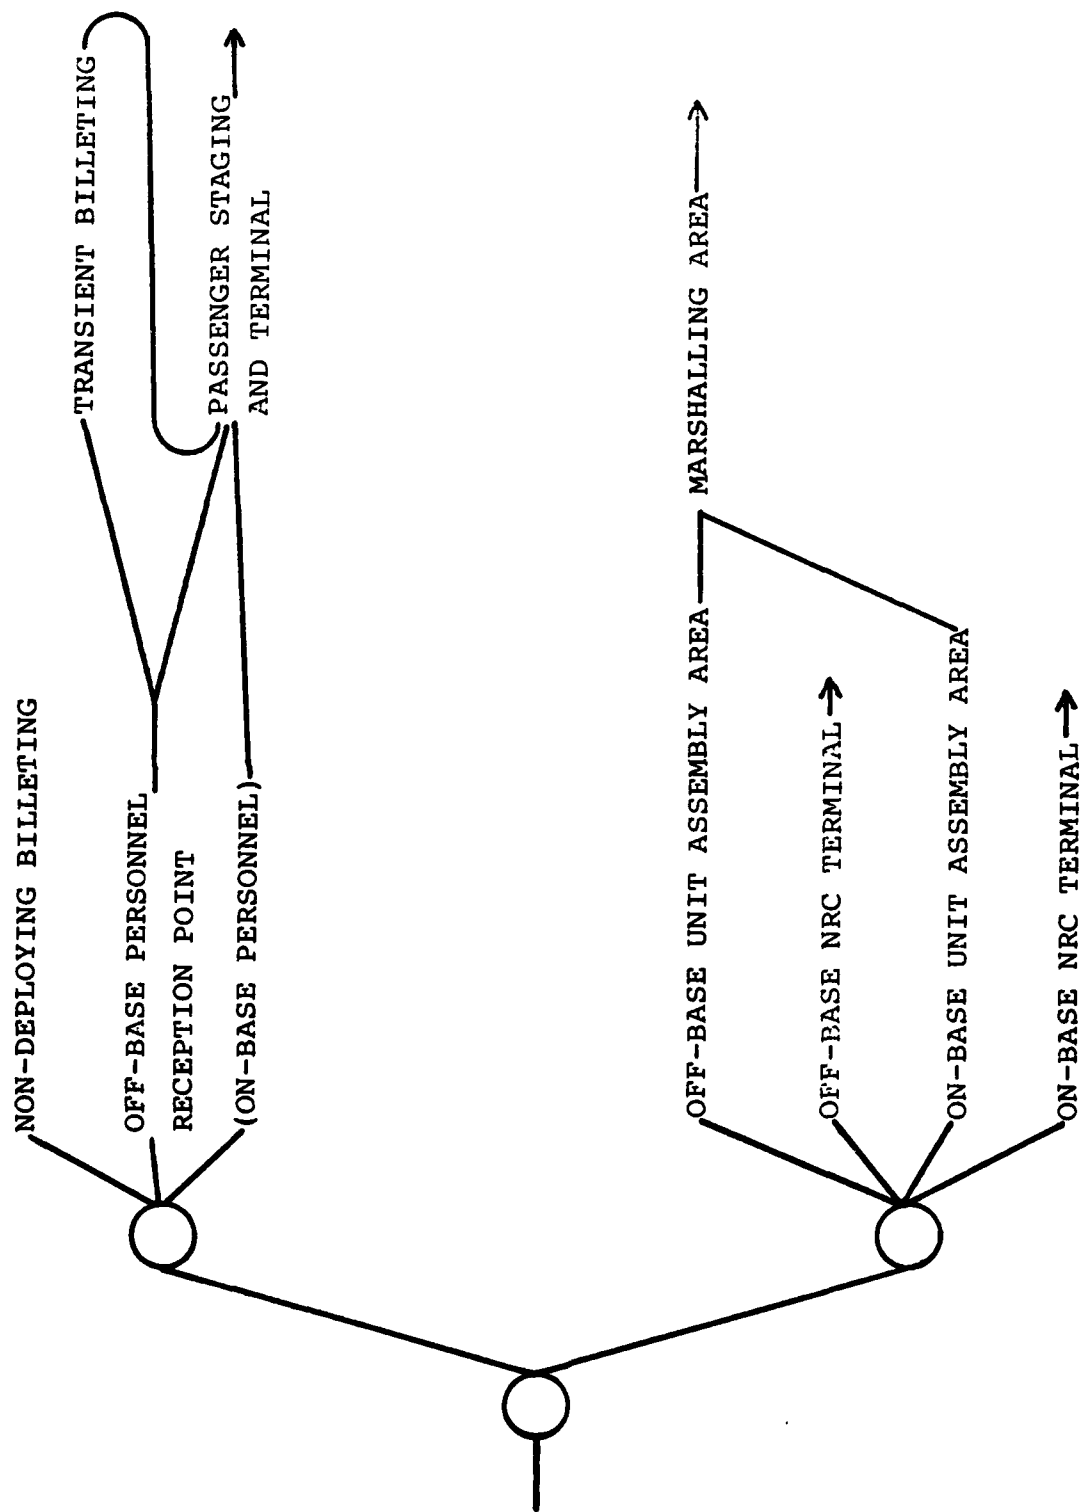 NON-DEPLOYING BILLETING
OFF-BASE PERSONNEL
RECEPTION POINT
(ON-BASE PERSONNEL)
TRANSIENT BILLETING
PASSENGER STAGING
AND TERMINAL
OFF-BASE UNIT ASSEMBLY AREA
MARSHALLING AREA
OFF-BASE NRC TERMINAL
ON-BASE UNIT ASSEMBLY AREA
ON-BASE NRC TERMINAL